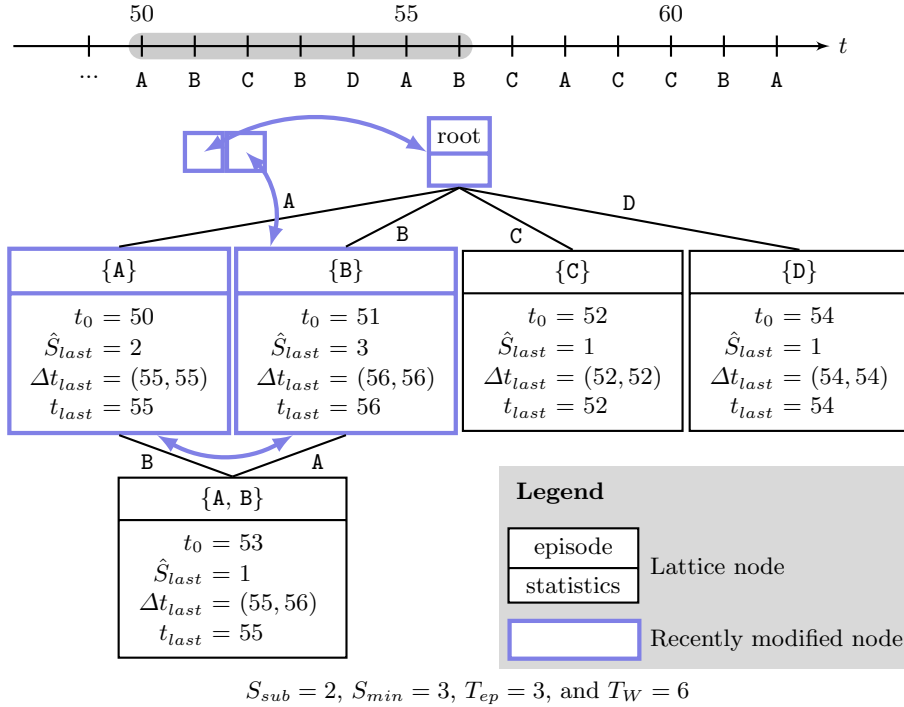 50 55 60
t
... A B C B D A B C A C C B A
root
A B C D
{A} {B} {C} {D}
t₀ = 50 t₀ = 51 t₀ = 52 t₀ = 54
Ŝlast = 2 Ŝlast = 3 Ŝlast = 1 Ŝlast = 1
Δtlast = (55, 55) Δtlast = (56, 56) Δtlast = (52, 52) Δtlast = (54, 54)
tlast = 55 tlast = 56 tlast = 52 tlast = 54
B A
{A, B}
t₀ = 53
Ŝlast = 1
Δtlast = (55, 56)
tlast = 55
Legend
episode
statistics
Lattice node
Recently modified node
Ssub = 2, Smin = 3, Tep = 3, and TW = 6